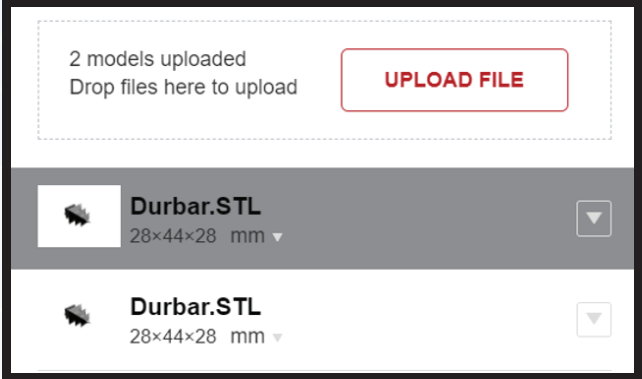 2 models uploaded
Drop files here to upload
UPLOAD FILE
Durbar.STL
28×44×28 mm
Durbar.STL
28×44×28 mm